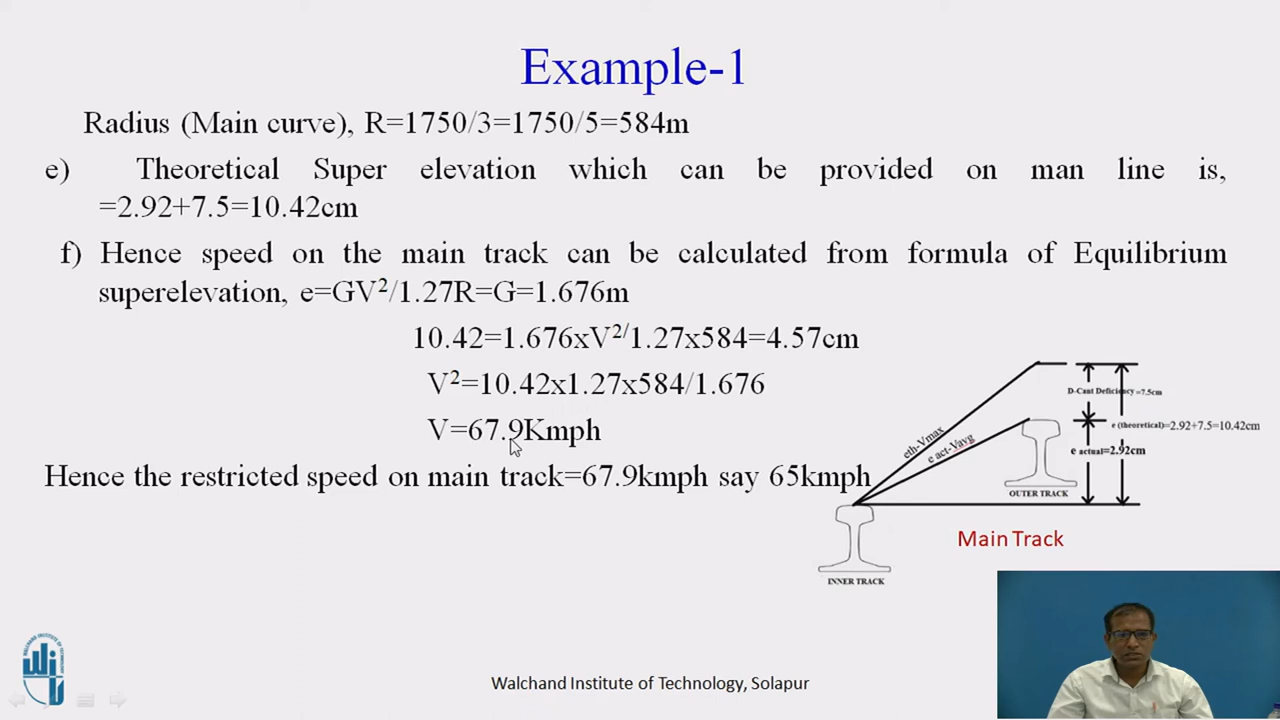 Example-1
Radius (Main curve), R=1750/3=1750/5=584m
e) Theoretical Super elevation which can be provided on man line is,
=2.92+7.5=10.42cm
f) Hence speed on the main track can be calculated from formula of Equilibrium
superelevation, e=GV²/1.27R=G=1.676m
10.42=1.676xV²/1.27x584=4.57cm
V²=10.42x1.27x584/1.676
V=67.9Kmph
Hence the restricted speed on main track=67.9kmph say 65kmph
D-Cant Deficiency=7.5cm
e (theoretical)=2.92+7.5=10.42cm
eth-Vmax
e act-Vavg
e actual=2.92cm
OUTER TRACK
Main Track
INNER TRACK
WALCHAND INSTITUTE OF TECHNOLOGY
WIT
Walchand Institute of Technology, Solapur